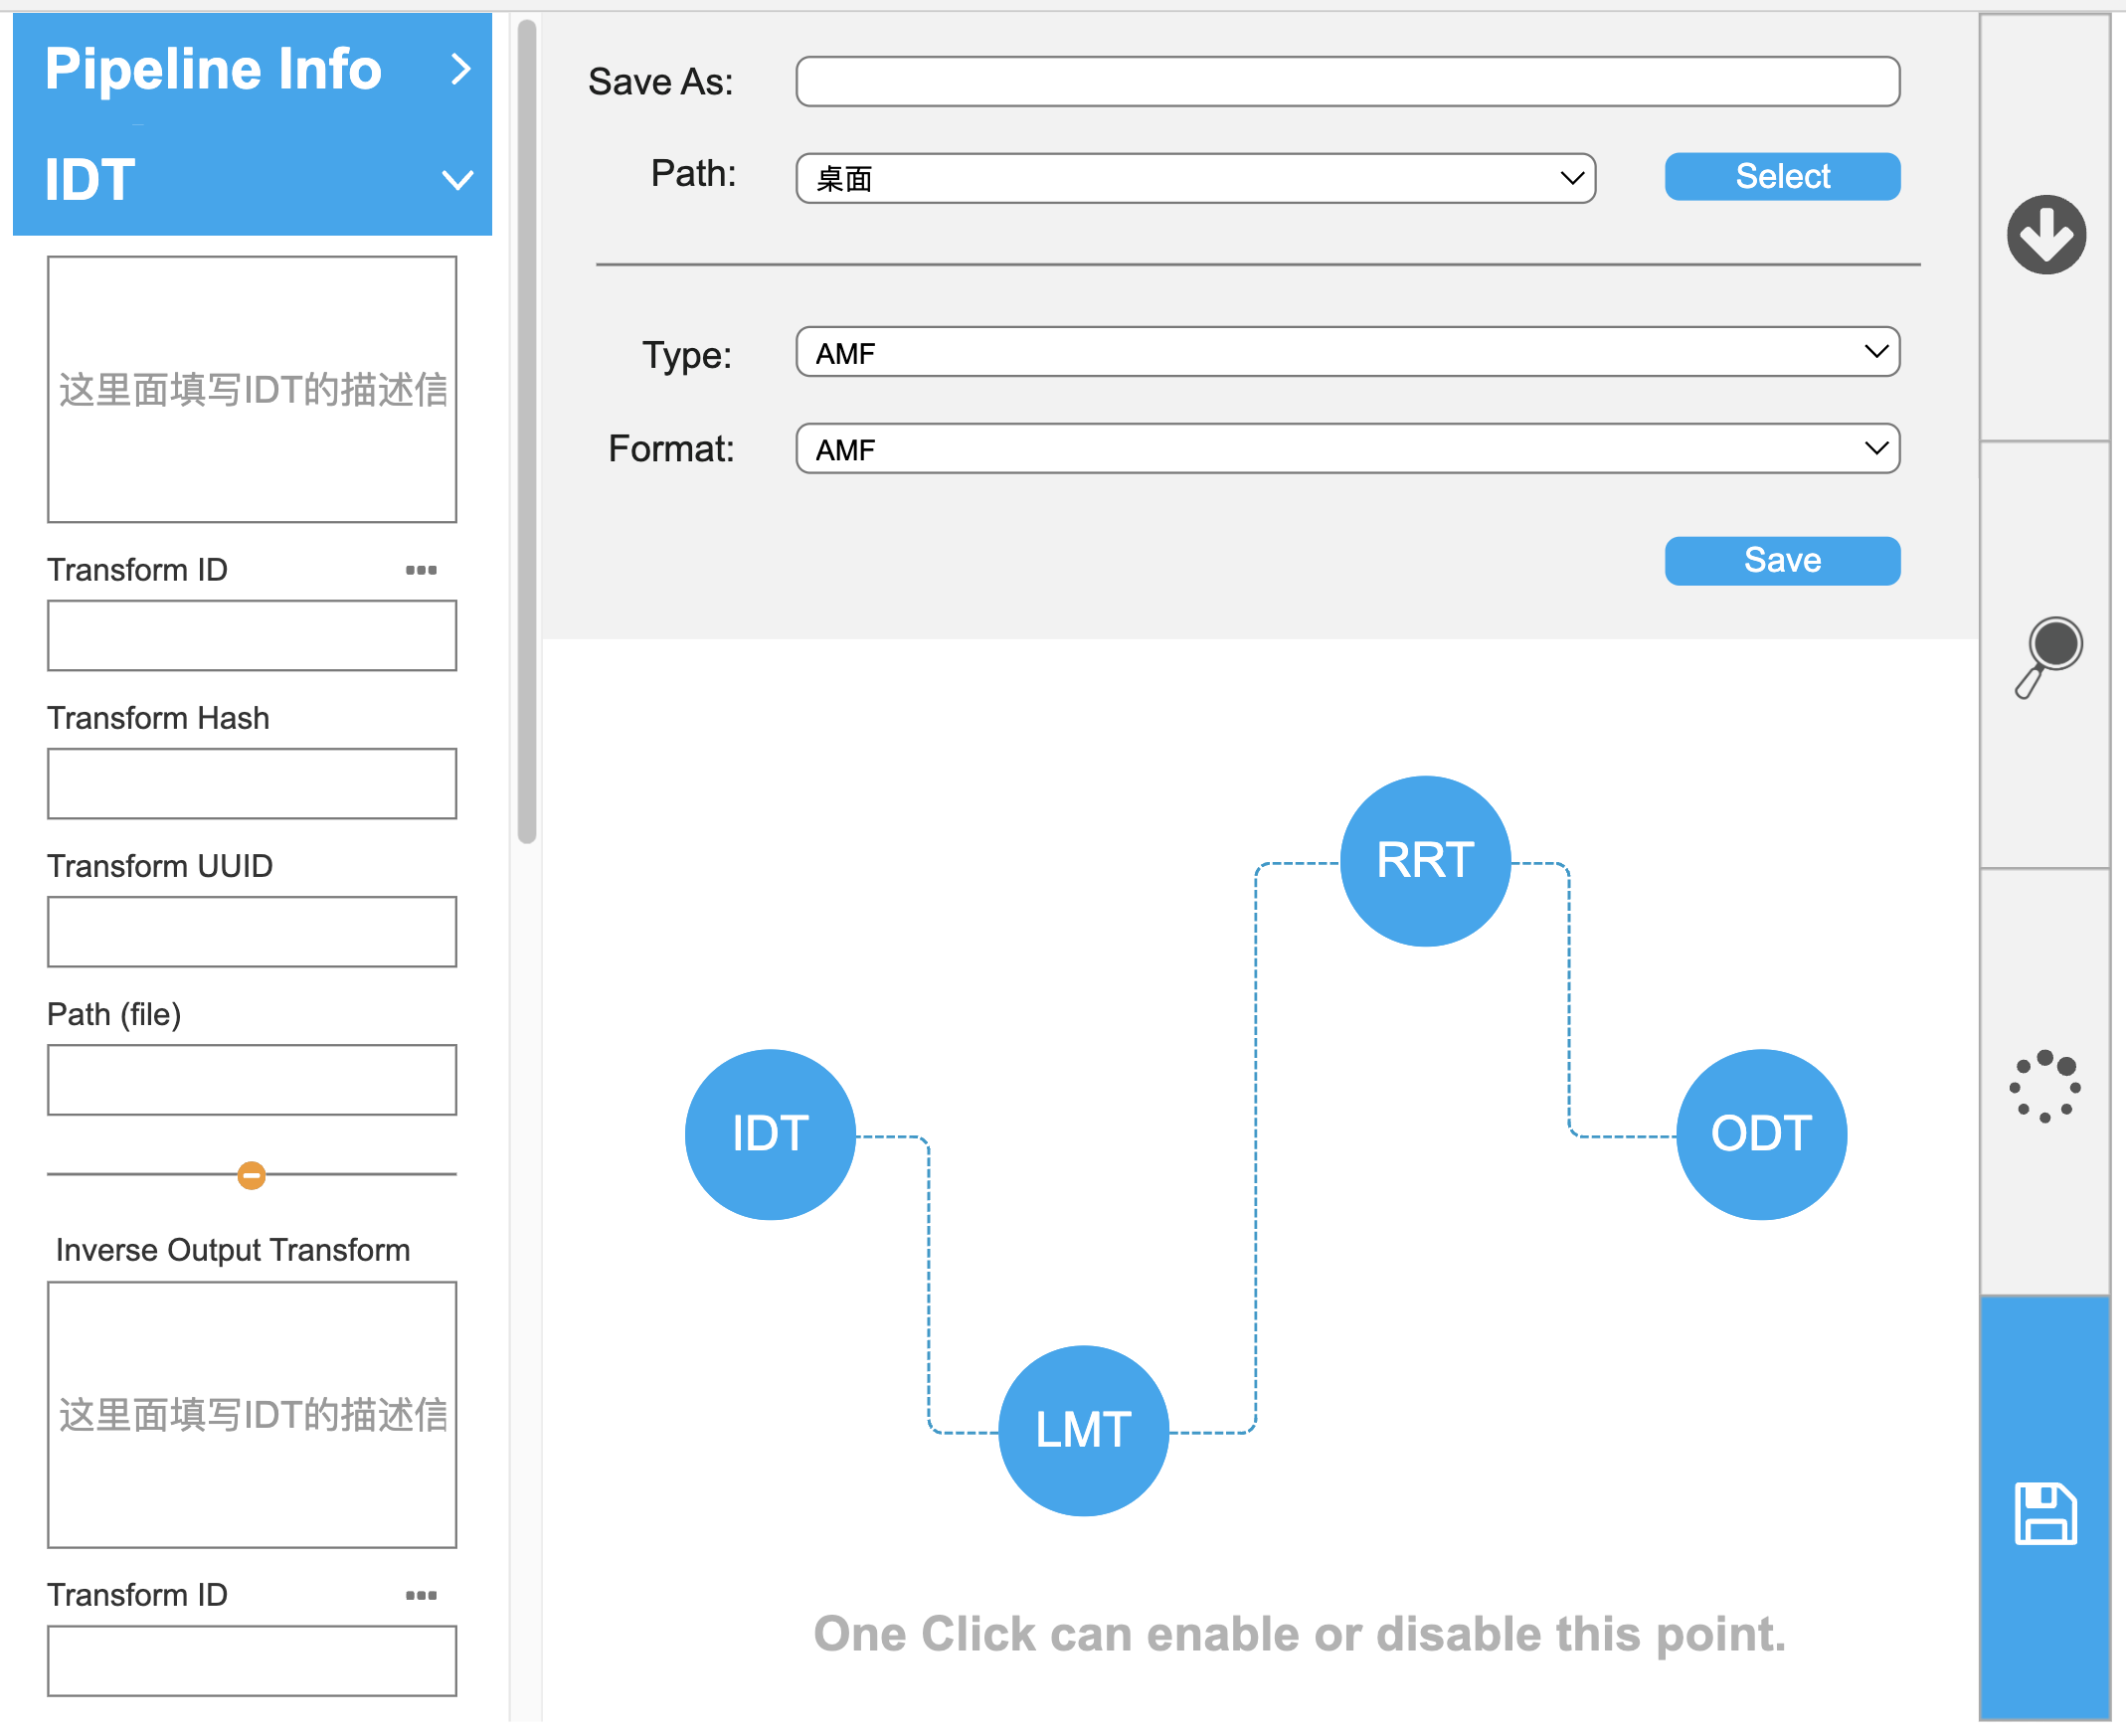 Pipeline Info
IDT
这里面填写IDT的描述信
Transform ID
Transform Hash
Transform UUID
Path (file)
Inverse Output Transform
这里面填写IDT的描述信
Transform ID
Save As:
Path:
桌面
Select
Type:
AMF
Format:
AMF
Save
RRT
IDT
ODT
LMT
One Click can enable or disable this point.